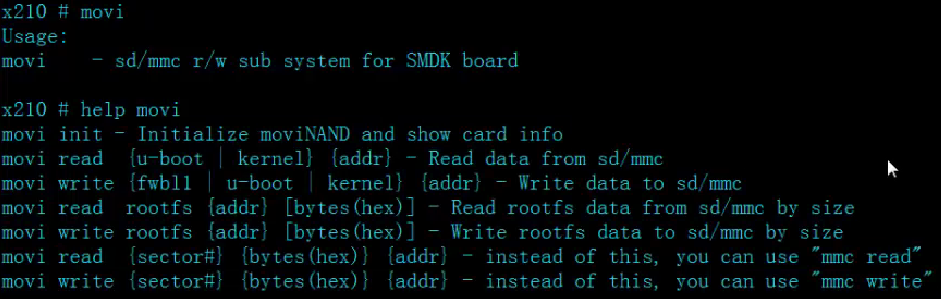 x210 # movi
Usage:
movi    - sd/mmc r/w sub system for SMDK board

x210 # help movi
movi init - Initialize moviNAND and show card info
movi read  {u-boot | kernel} {addr} - Read data from sd/mmc
movi write {fwbl1 | u-boot | kernel} {addr} - Write data to sd/mmc
movi read  rootfs {addr} [bytes(hex)] - Read rootfs data from sd/mmc by size
movi write rootfs {addr} [bytes(hex)] - Write rootfs data to sd/mmc by size
movi read  {sector#} {bytes(hex)} {addr} - instead of this, you can use "mmc read"
movi write {sector#} {bytes(hex)} {addr} - instead of this, you can use "mmc write"